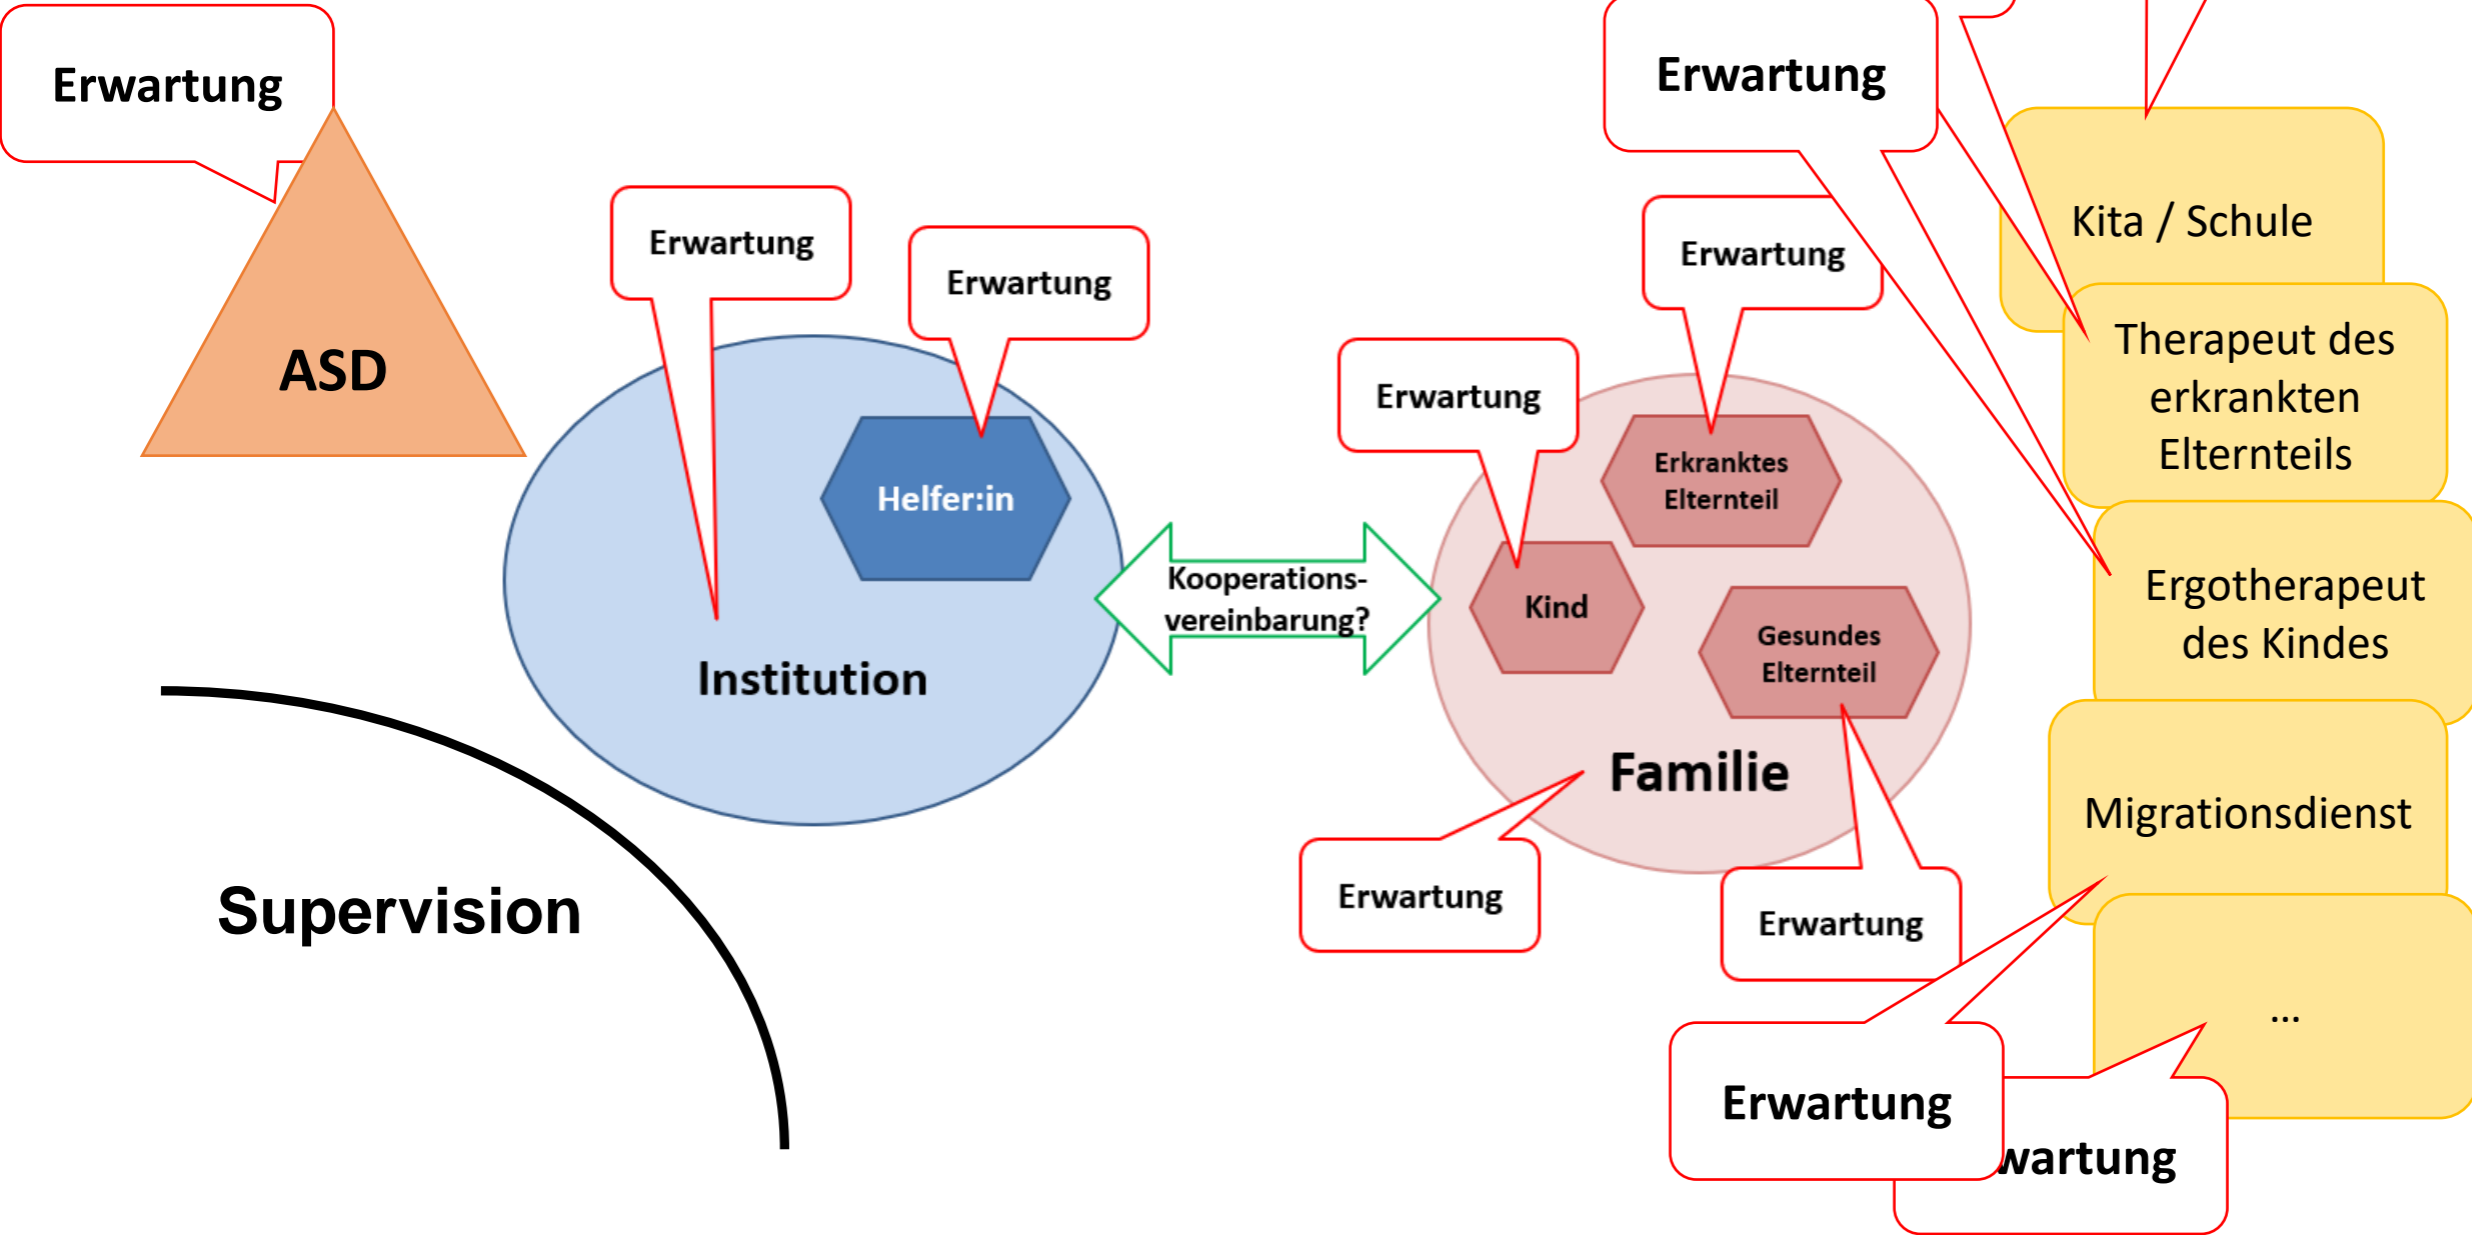 Erwartung
ASD
Erwartung
Erwartung
Helfer:in
Institution
Supervision
Kooperations-
vereinbarung?
Erwartung
Erwartung
Erwartung
Erkranktes
Elternteil
Kind
Gesundes
Elternteil
Familie
Erwartung
Erwartung
Kita / Schule
Therapeut des
erkrankten
Elternteils
Ergotherapeut
des Kindes
Migrationsdienst
...
Erwartung
wartung